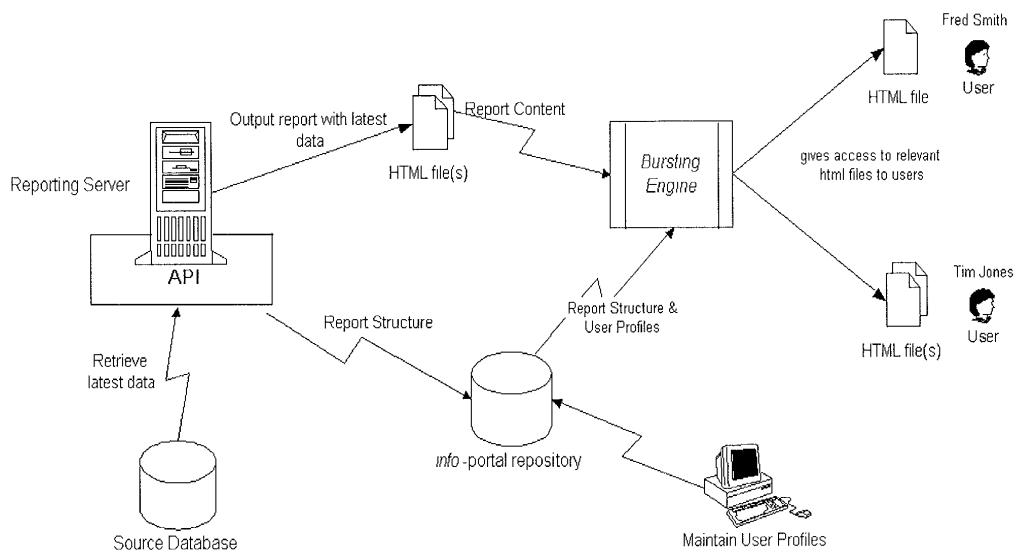 Fred Smith
User
HTML file
Output report with latest
data
Report Content
HTML file(s)
Reporting Server
API
Bursting
Engine
gives access to relevant
html files to users
Tim Jones
User
HTML file(s)
Report Structure
Report Structure &
User Profiles
Retrieve
latest data
info -portal repository
Source Database
Maintain User Profiles